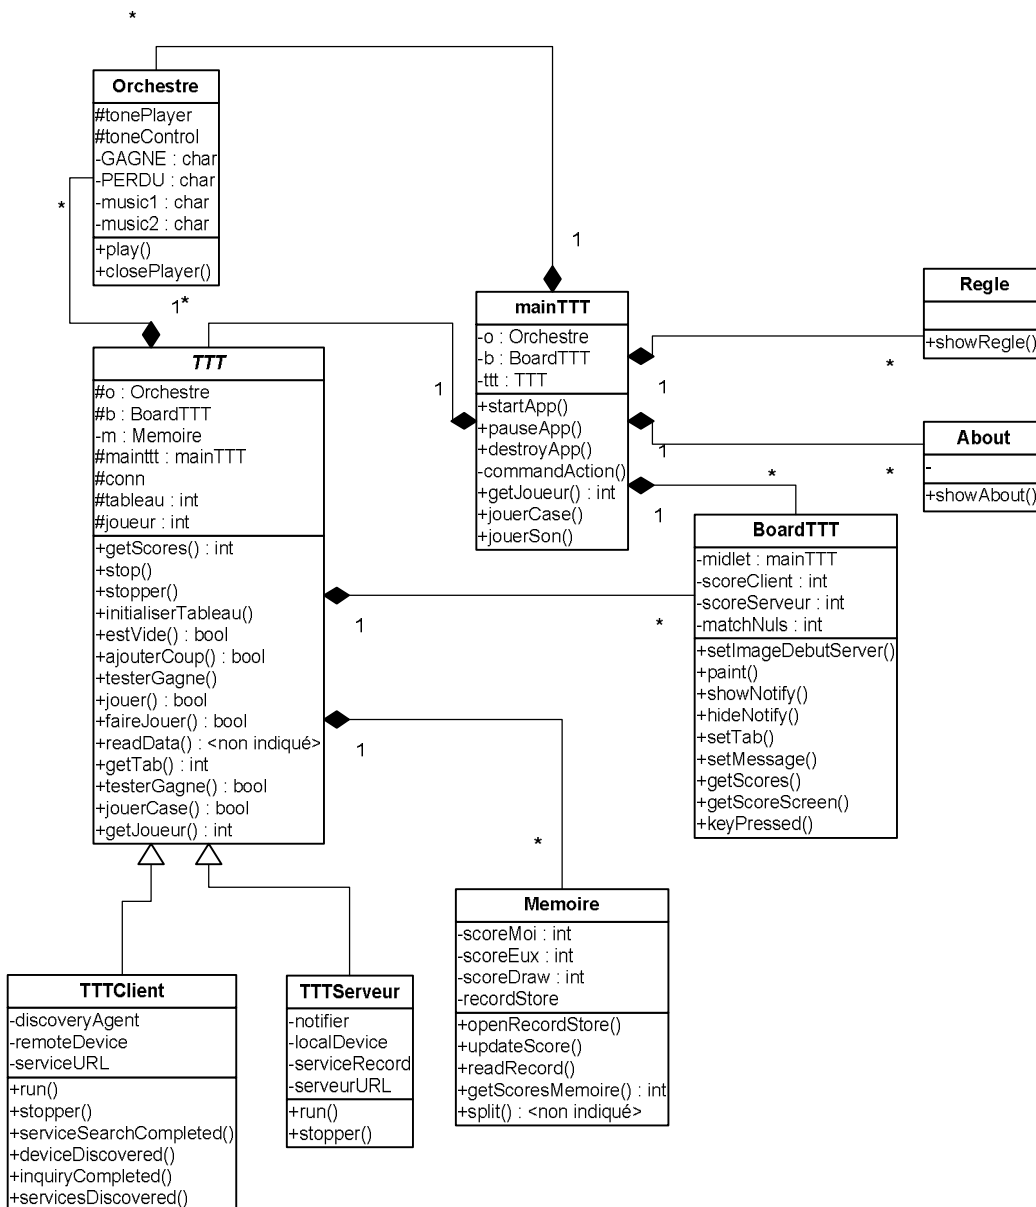 *
Orchestre
#tonePlayer
#toneControl
-GAGNE : char
-PERDU : char
-music1 : char
-music2 : char
+play()
+closePlayer()
*
1
1*
mainTTT
-o : Orchestre
-b : BoardTTT
-ttt : TTT
+startApp()
+pauseApp()
+destroyApp()
-commandAction()
+getJoueur() : int
+jouerCase()
+jouerSon()
1
1
*
1
*
*
1
Regle
+showRegle()
About
-
+showAbout()
TTT
#o : Orchestre
#b : BoardTTT
-m : Memoire
#mainttt : mainTTT
#conn
#tableau : int
#joueur : int
+getScores() : int
+stop()
+stopper()
+initialiserTableau()
+estVide() : bool
+ajouterCoup() : bool
+testerGagne()
+jouer() : bool
+faireJouer() : bool
+readData() : <non indiqué>
+getTab() : int
+testerGagne() : bool
+jouerCase() : bool
+getJoueur() : int
1
*
1
*
BoardTTT
-midlet : mainTTT
-scoreClient : int
-scoreServeur : int
-matchNuls : int
+setImageDebutServer()
+paint()
+showNotify()
+hideNotify()
+setTab()
+setMessage()
+getScores()
+getScoreScreen()
+keyPressed()
Memoire
-scoreMoi : int
-scoreEux : int
-scoreDraw : int
-recordStore
+openRecordStore()
+updateScore()
+readRecord()
+getScoresMemoire() : int
+split() : <non indiqué>
TTTClient
-discoveryAgent
-remoteDevice
-serviceURL
+run()
+stopper()
+serviceSearchCompleted()
+deviceDiscovered()
+inquiryCompleted()
+servicesDiscovered()
TTTServeur
-notifier
-localDevice
-serviceRecord
-serveurURL
+run()
+stopper()